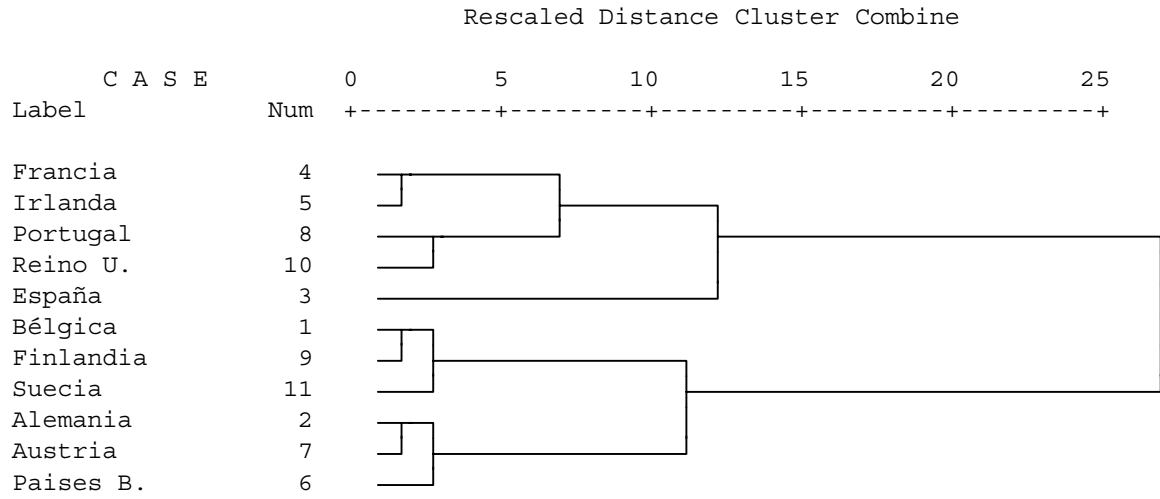 Rescaled Distance Cluster Combine
C A S E 0 5 10 15 20 25
Label Num +---------+---------+---------+---------+---------+
Francia 4
Irlanda 5
Portugal 8
Reino U. 10
España 3
Bélgica 1
Finlandia 9
Suecia 11
Alemania 2
Austria 7
Paises B. 6